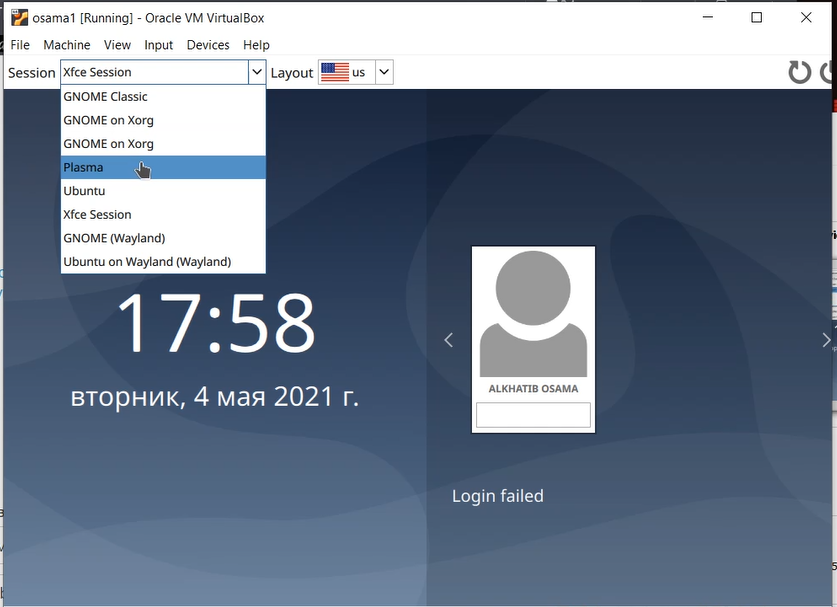 osama1 [Running] - Oracle VM VirtualBox
File Machine View Input Devices Help
Session Xfce Session Layout us
GNOME Classic
GNOME on Xorg
GNOME on Xorg
Plasma
Ubuntu
Xfce Session
GNOME (Wayland)
Ubuntu on Wayland (Wayland)
17:58
вторник, 4 мая 2021 г.
ALKHATIB OSAMA
Login failed